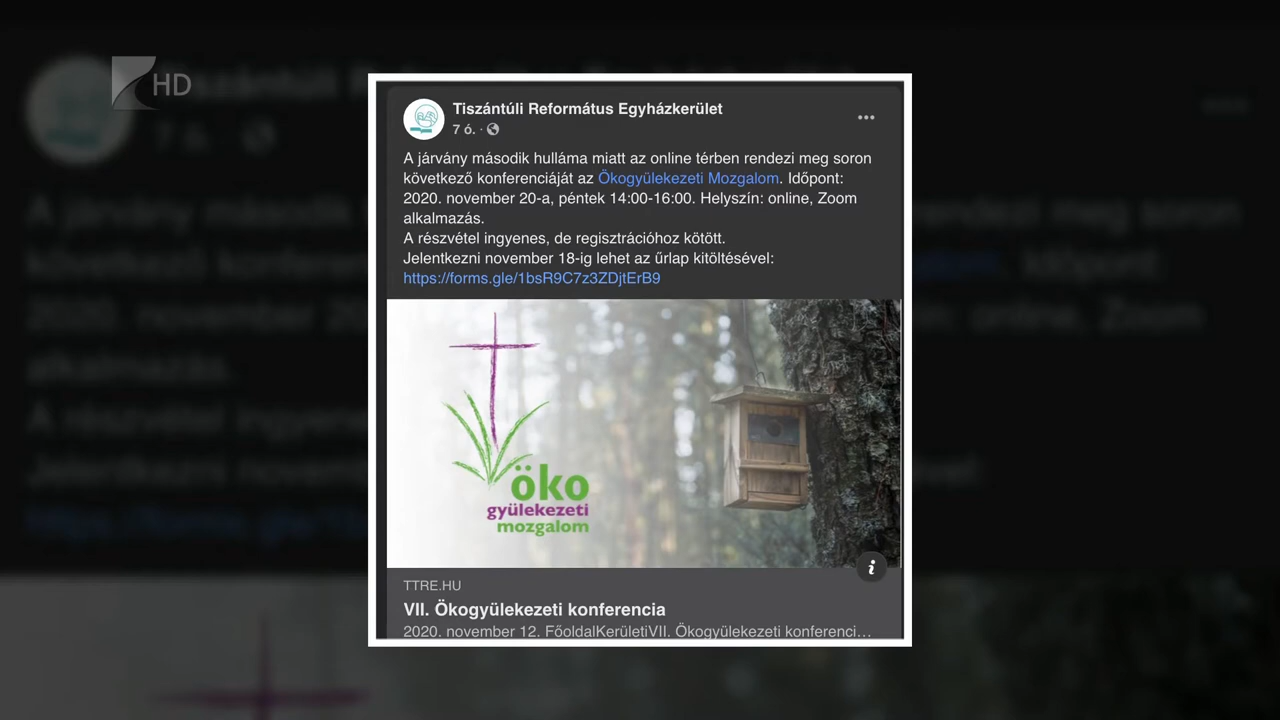 HD
Tiszántúli Református Egyházkerület
7 ó. ·
A járvány második hulláma miatt az online térben rendezi meg soron
következő konferenciáját az Ökogyülekezeti Mozgalom. Időpont:
2020. november 20-a, péntek 14:00-16:00. Helyszín: online, Zoom
alkalmazás.
A részvétel ingyenes, de regisztrációhoz kötött.
Jelentkezni november 18-ig lehet az űrlap kitöltésével:
https://forms.gle/1bsR9C7z3ZDjtErB9
öko
gyülekezeti
mozgalom
TTRE.HU
VII. Ökogyülekezeti konferencia
2020. november 12. FőoldalKerületiVII. Ökogyülekezeti konferenci...